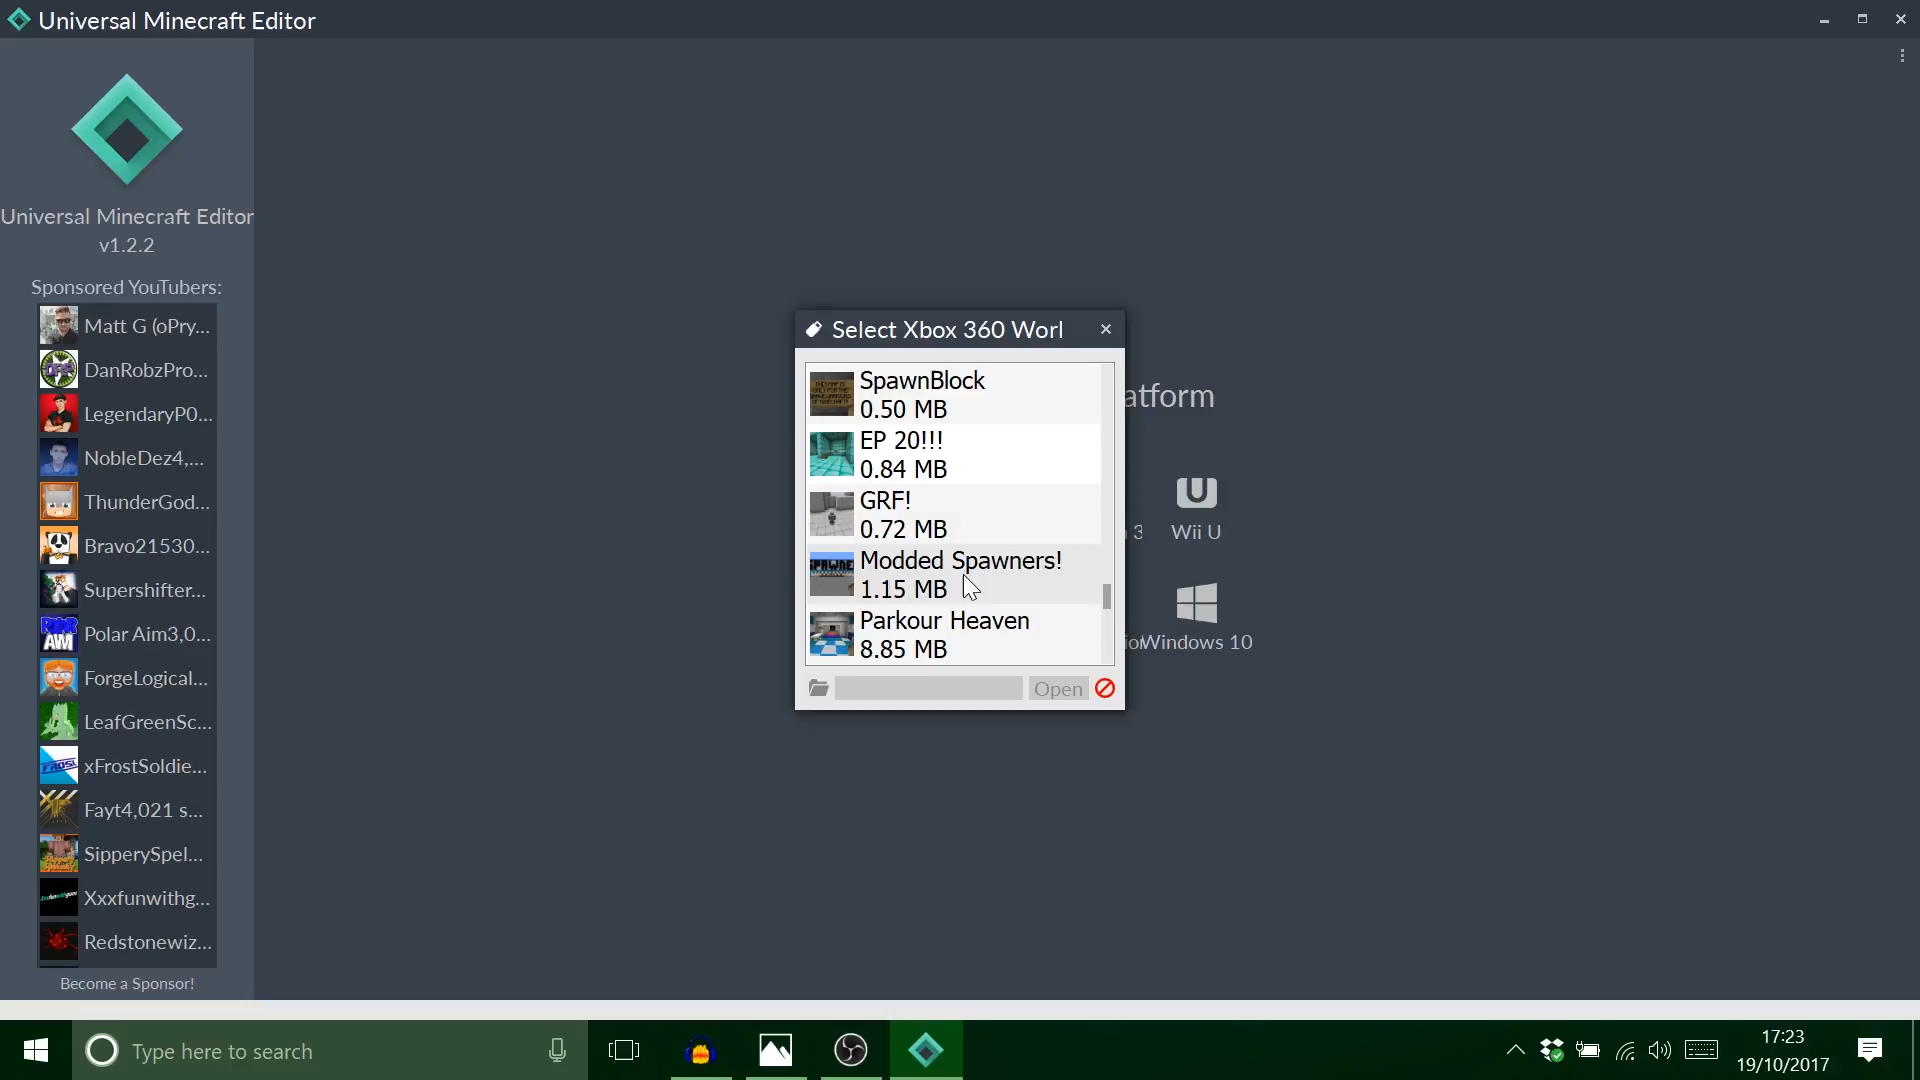 Universal Minecraft Editor
Universal Minecraft Editor
v1.2.2
Sponsored YouTubers:
Matt G (oPry...
DanRobzPro...
LegendaryP0...
NobleDez4,...
ThunderGod...
Bravo21530...
Supershifter...
Polar Aim3,0...
ForgeLogical...
LeafGreenSc...
xFrostSoldie...
Fayt4,021 s...
SipperySpel...
Xxxfunwithg...
Redstonewiz...
Become a Sponsor!
Select Xbox 360 Worl
SpawnBlock
0.50 MB
EP 20!!!
0.84 MB
GRF!
0.72 MB
Modded Spawners!
1.15 MB
Parkour Heaven
8.85 MB
Open
atform
3
Wii U
Windows 10
Type here to search
17:23
19/10/2017